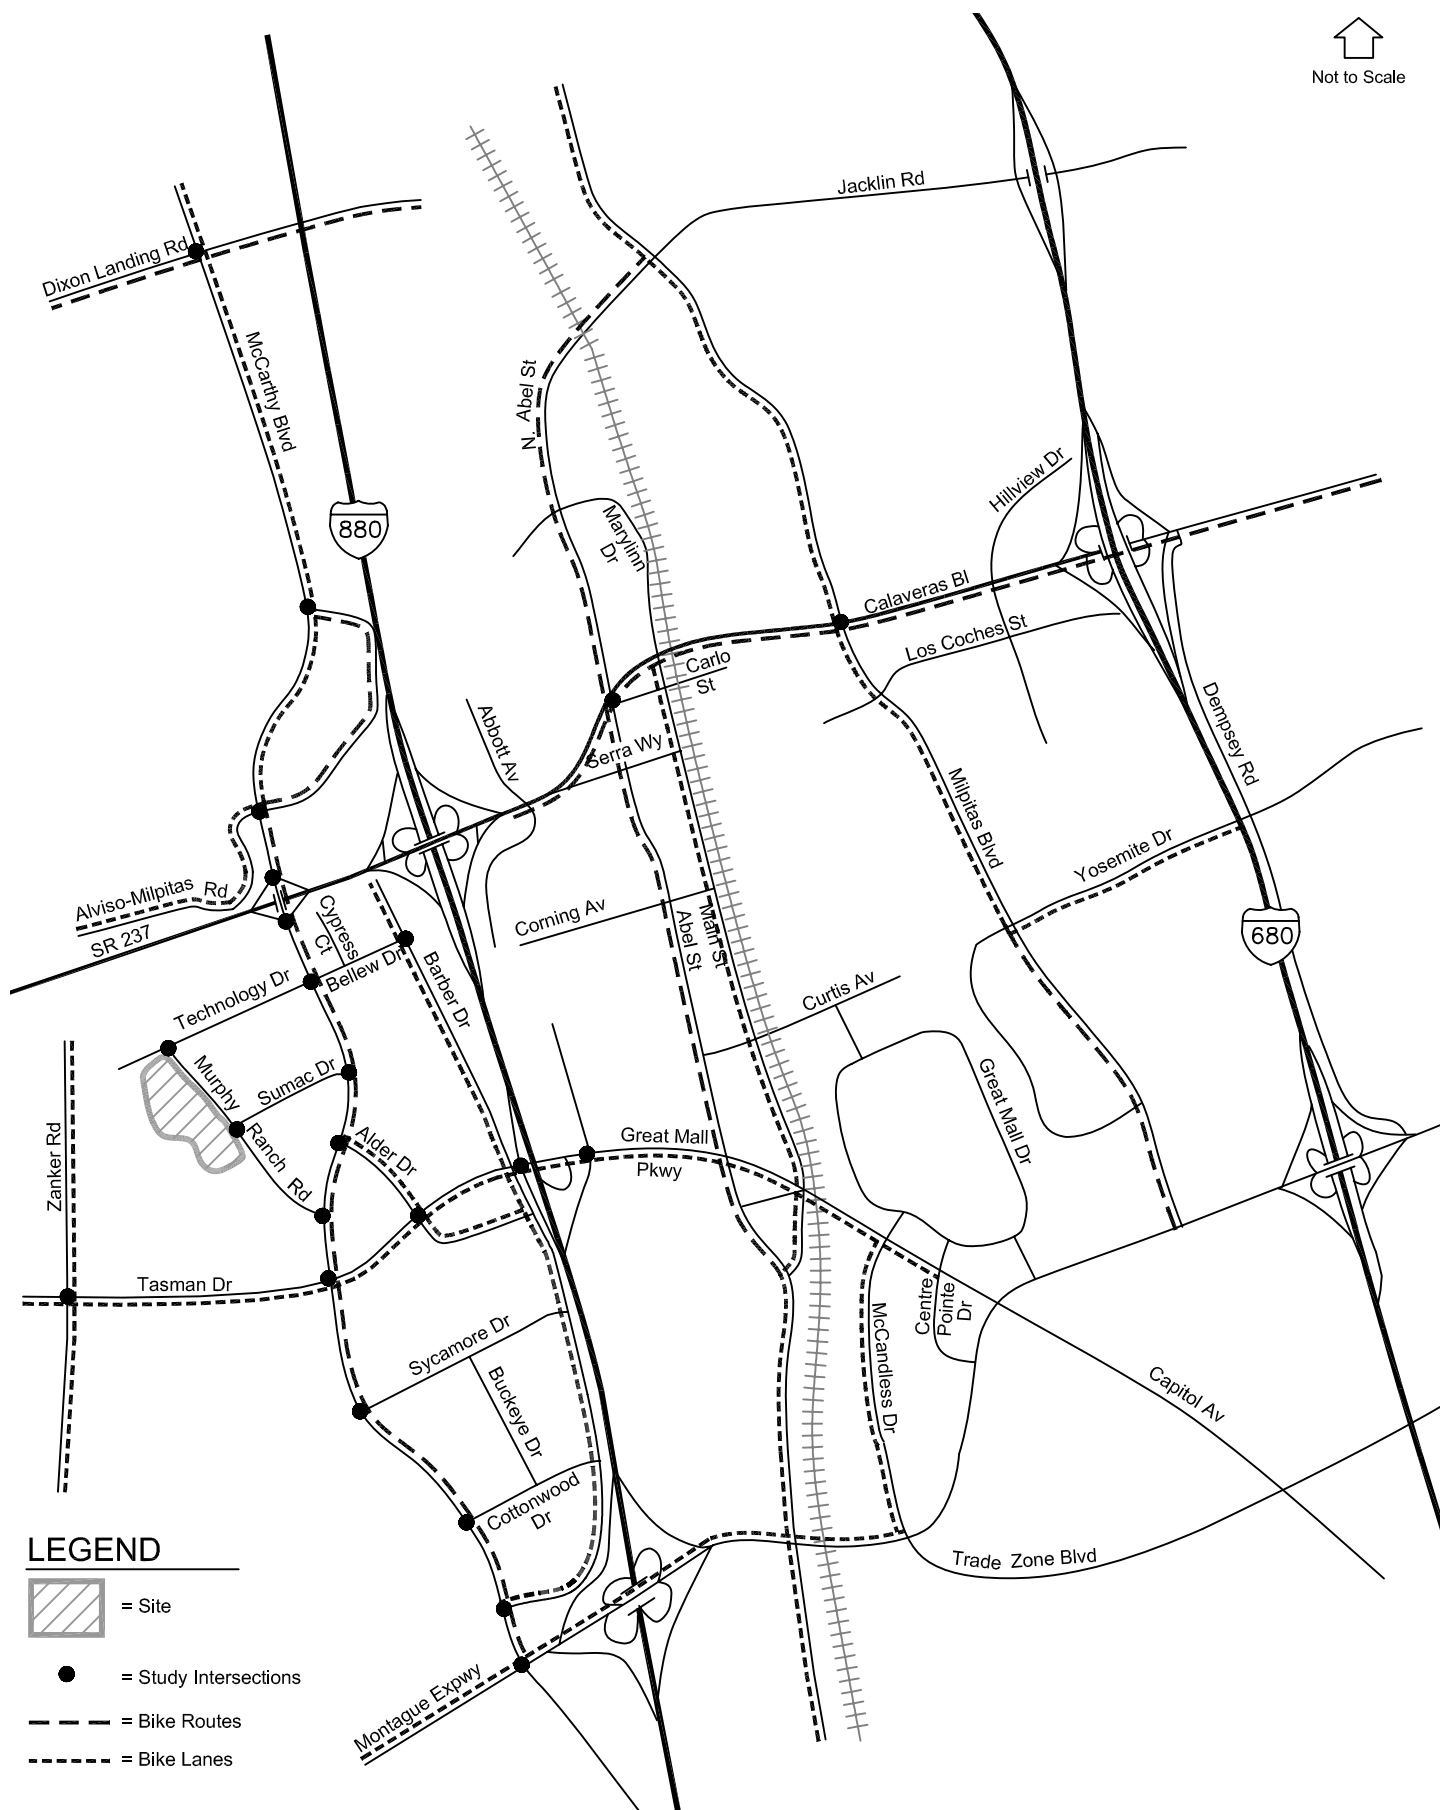 Not to Scale
Jacklin Rd
Dixon Landing Rd
McCarthy Blvd
N. Abel St
Hillview Dr
880
Marylinn
Dr
Calaveras Bl
Los Coches St
Carlo
St
Dempsey Rd
Abbott Av
Serra Wy
Milpitas Blvd
Yosemite Dr
Alviso-Milpitas Rd
SR 237
Cypress
Ct
Corning Av
Abel St
Main St
680
Bellew Dr
Barber Dr
Technology Dr
Curtis Av
Murphy
Ranch
Rd
Sumac Dr
Great Mall Dr
Zanker Rd
Alder Dr
Great Mall
Pkwy
Tasman Dr
Centre
Pointe
Dr
McCandless Dr
Sycamore Dr
Buckeye Dr
Capitol Av
Cottonwood
Dr
Trade Zone Blvd
Montague Expwy
LEGEND
= Site
= Study Intersections
= Bike Routes
= Bike Lanes